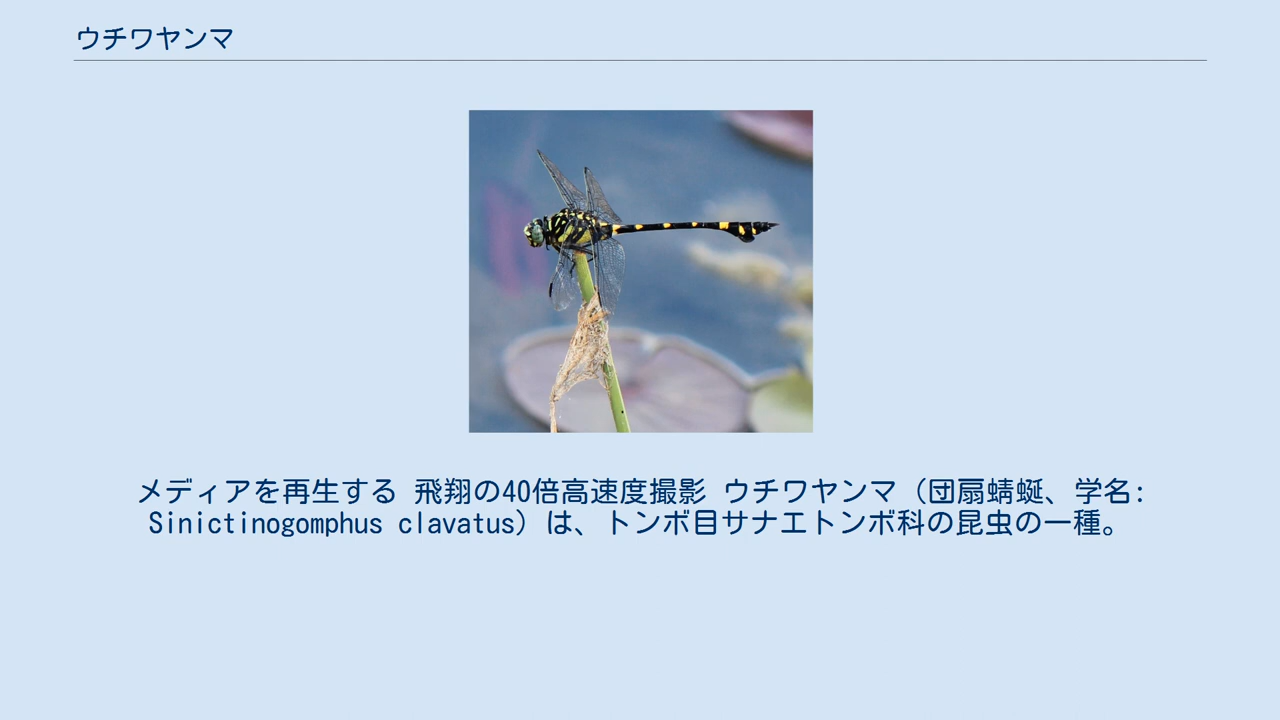 ウチワヤンマ
メディアを再生する 飛翔の40倍高速度撮影 ウチワヤンマ（団扇蜻蜒、学名:
Sinictinogomphus clavatus）は、トンボ目サナエトンボ科の昆虫の一種。